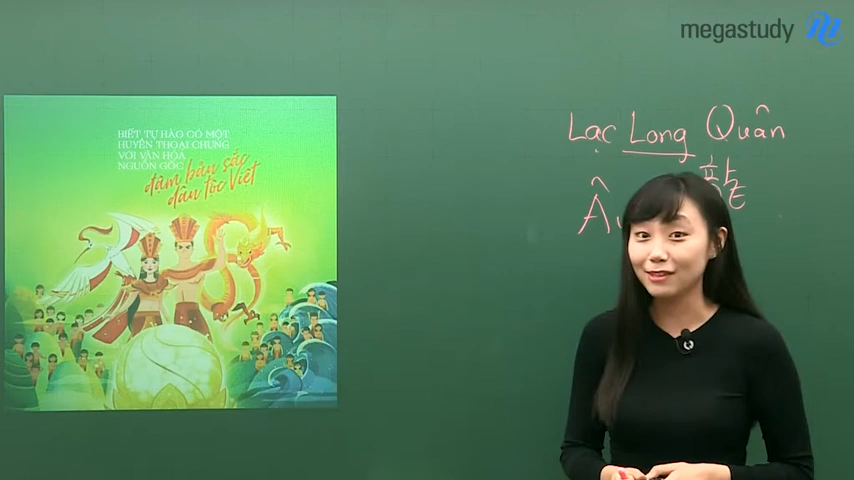 megastudy
BIẾT TỰ HÀO CÓ MỘT
HUYỀN THOẠI CHUNG
VỚI VĂN HÓA
NGUỒN GỐC
đậm bản sắc
dân tộc Việt
Lạc Long Quân
龍
Â